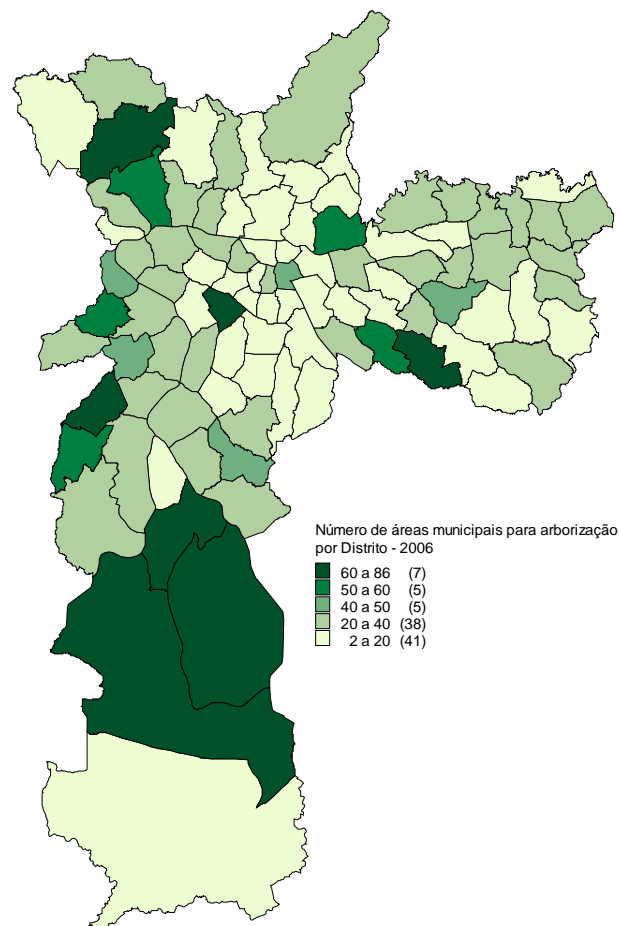 Número de áreas municipais para arborização
por Distrito - 2006
60 a 86 (7)
50 a 60 (5)
40 a 50 (5)
20 a 40 (38)
2 a 20 (41)